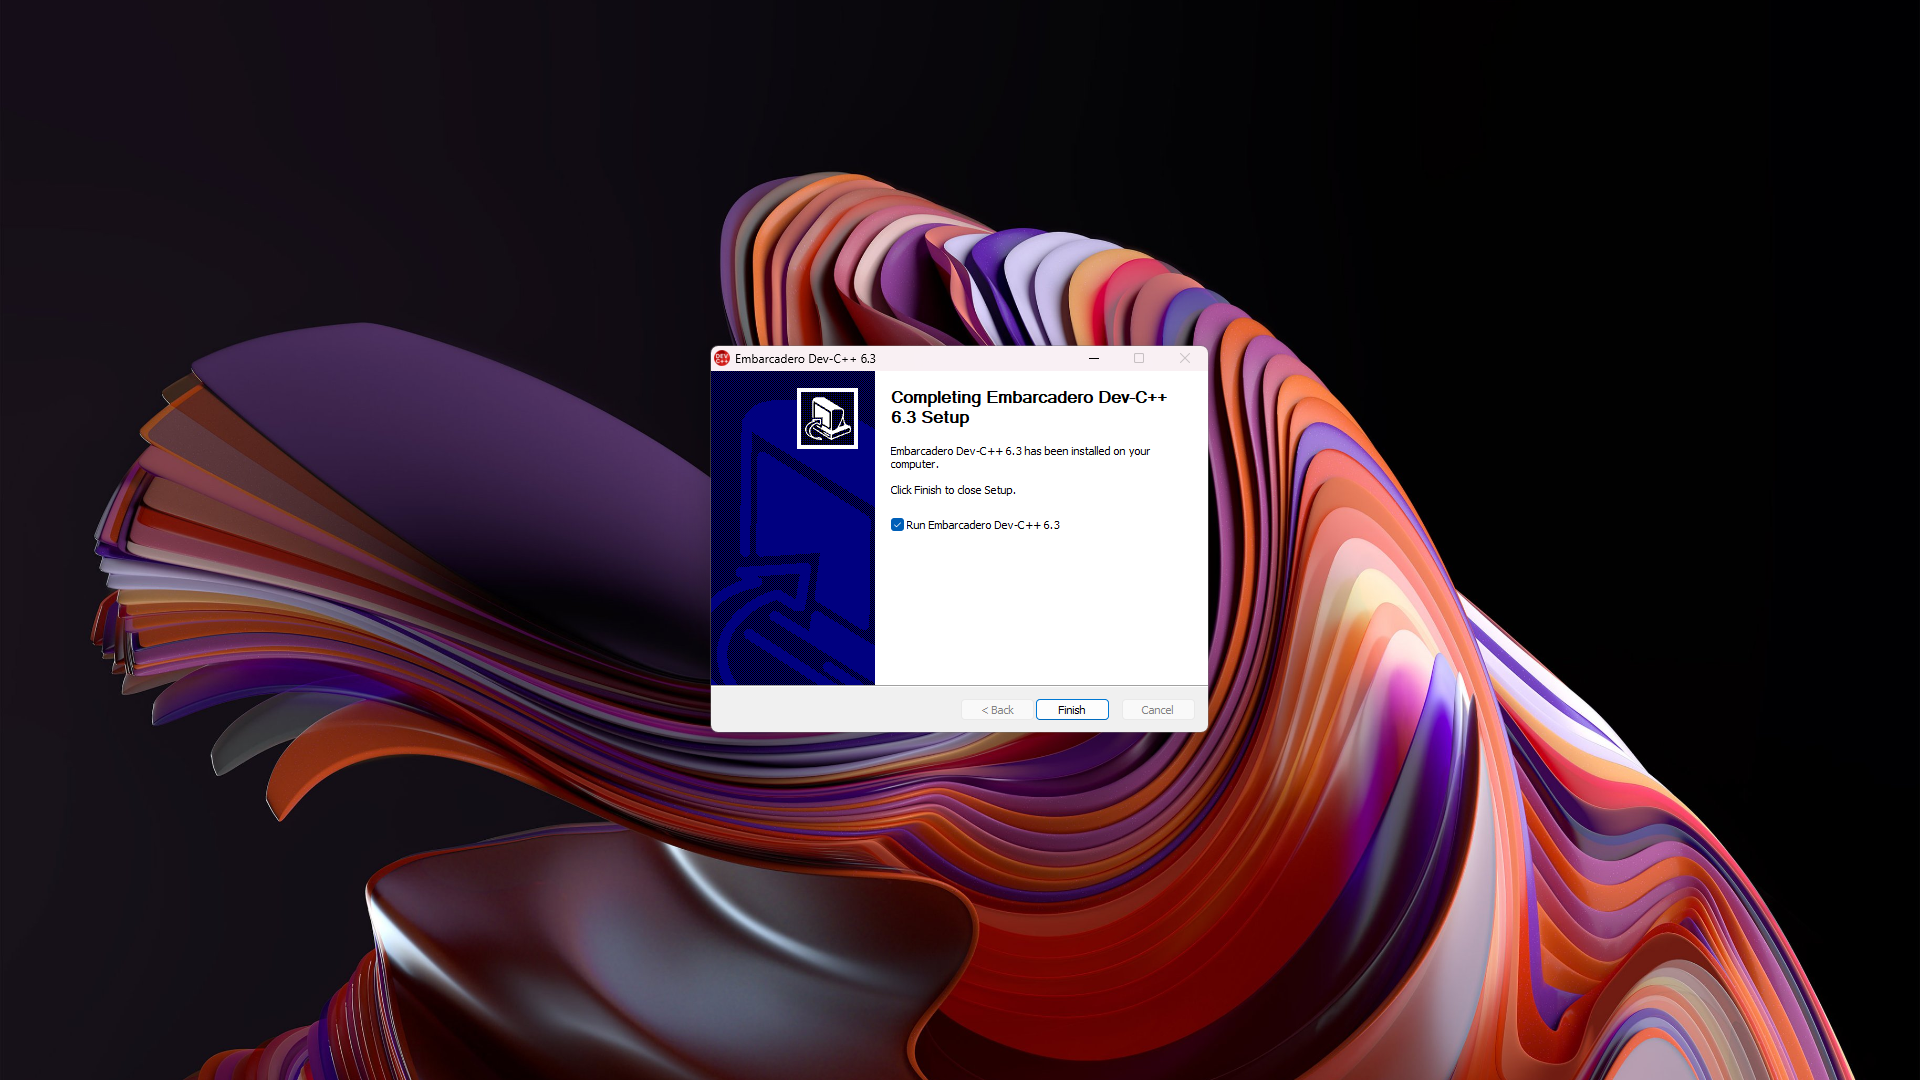 DEV
C++
Embarcadero Dev-C++ 6.3
Completing Embarcadero Dev-C++
6.3 Setup
Embarcadero Dev-C++ 6.3 has been installed on your
computer.
Click Finish to close Setup.
Run Embarcadero Dev-C++ 6.3
< Back
Finish
Cancel